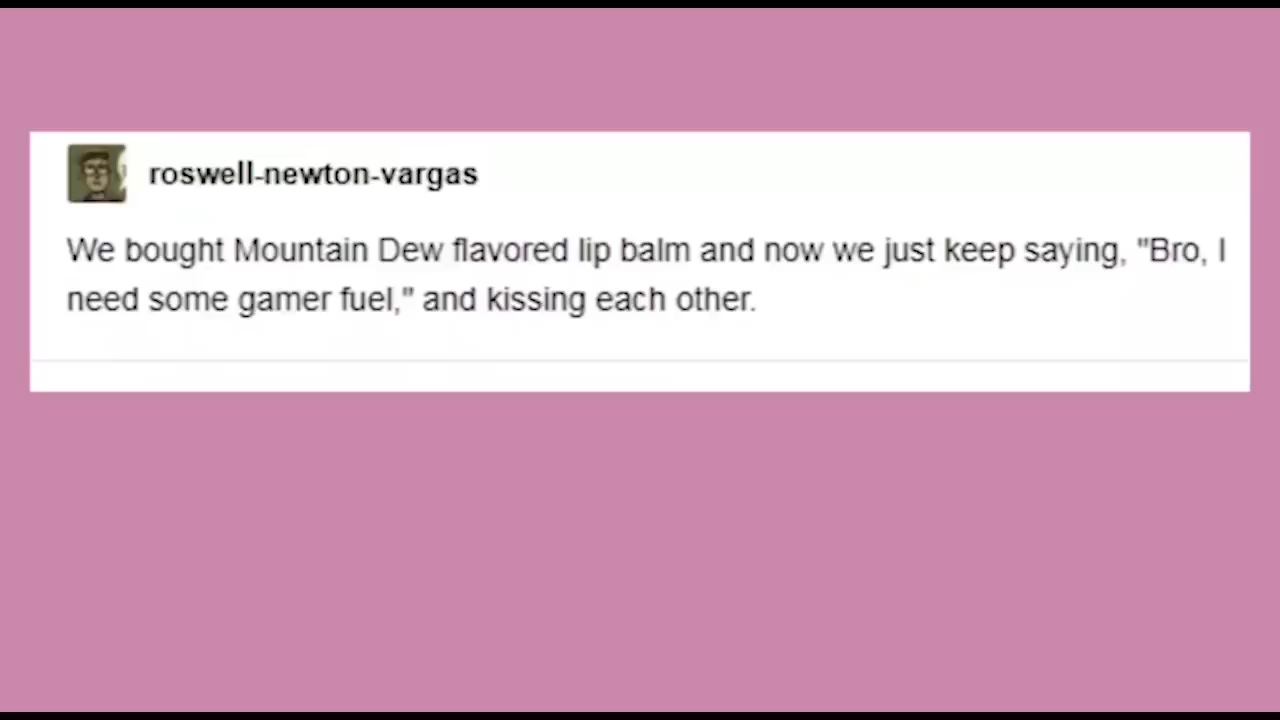 roswell-newton-vargas
We bought Mountain Dew flavored lip balm and now we just keep saying, "Bro, I
need some gamer fuel," and kissing each other.